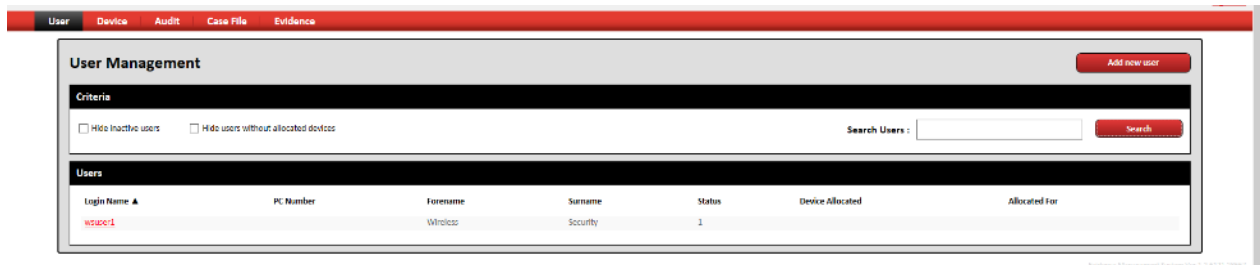 User Device Audit Case File Evidence
User Management
Add new user
Criteria
Hide inactive users Hide users without allocated devices Search Users : Search
Users
Login Name ▲ PC Number Forename Surname Status Device Allocated Allocated For
wsuser1 Wireless Security 1